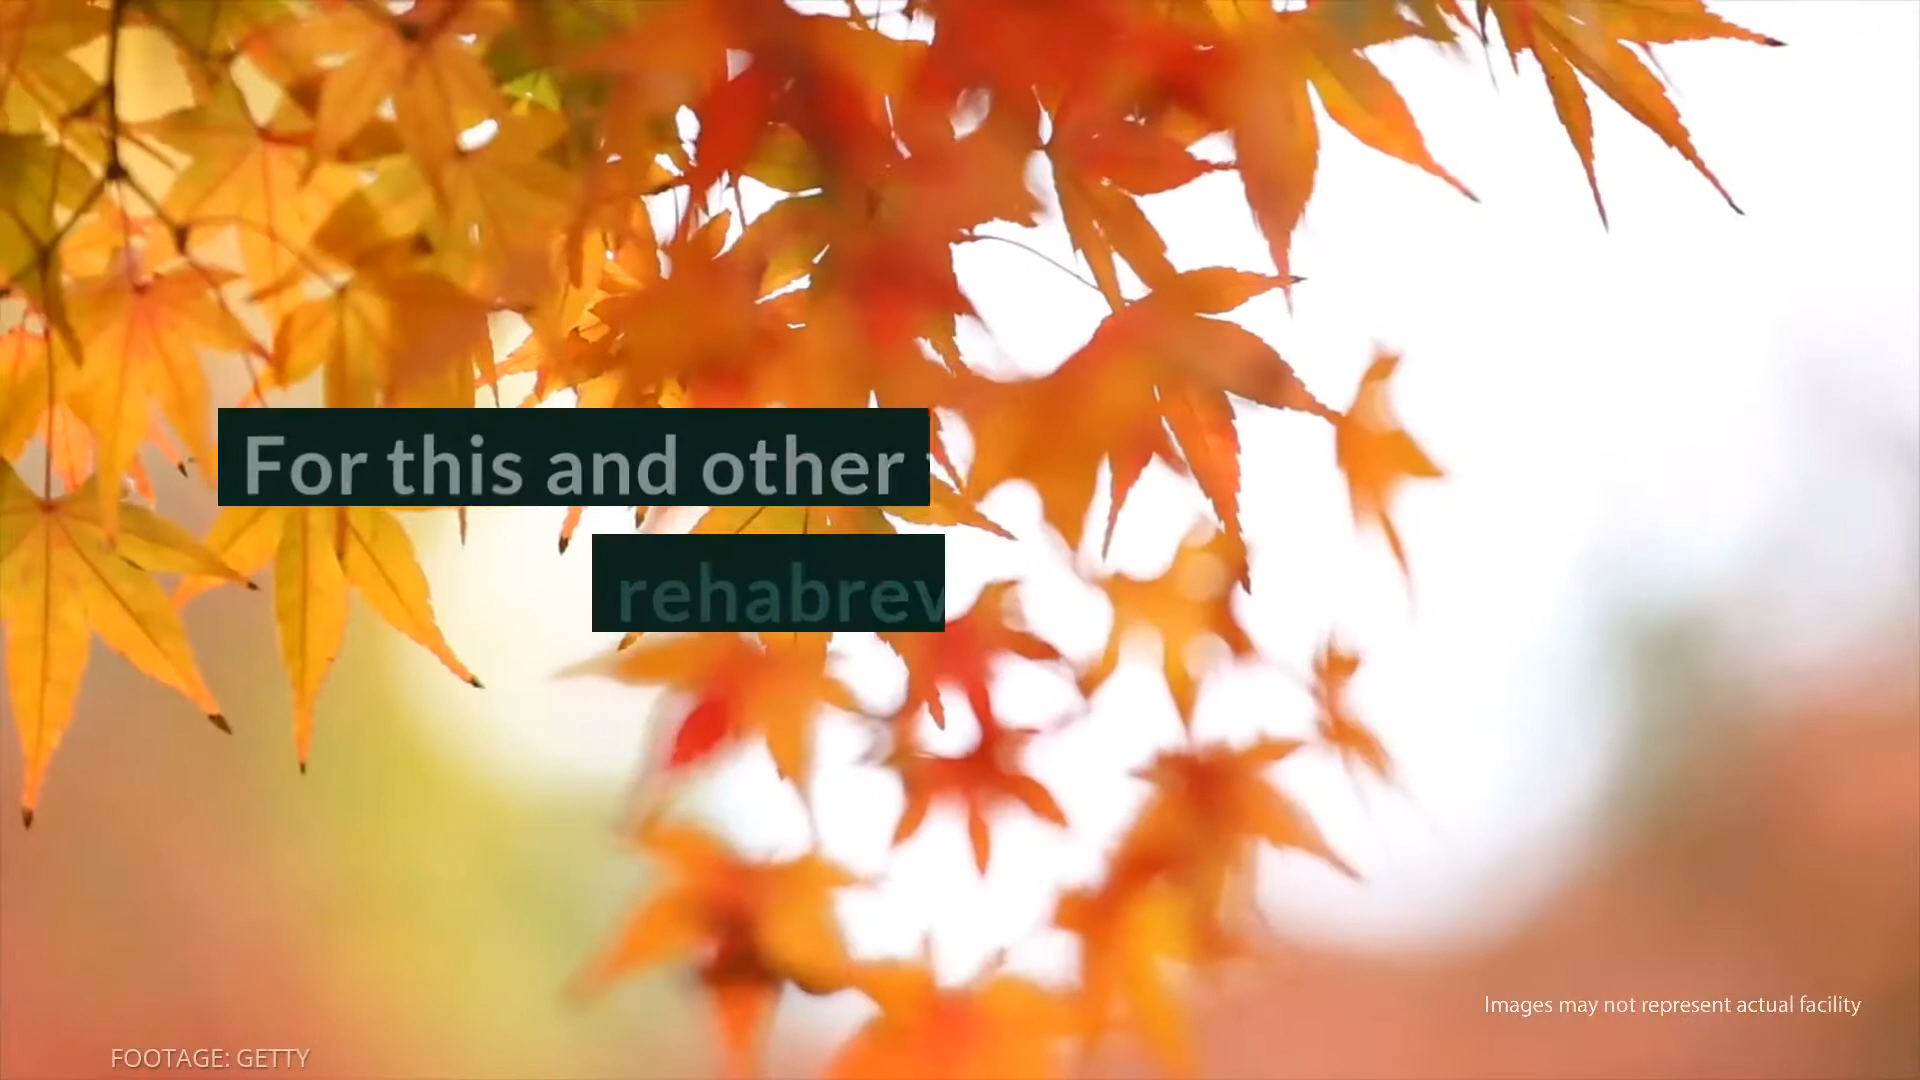 For this and other
rehabrev
Images may not represent actual facility
FOOTAGE: GETTY